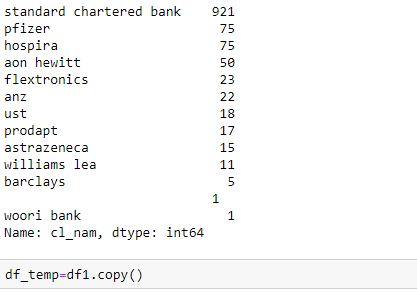 standard chartered bank    921
pfizer                      75
hospira                     75
aon hewitt                  50
flextronics                 23
anz                         22
ust                         18
prodapt                     17
astrazeneca                 15
williams lea                11
barclays                     5
                           1
woori bank                   1
Name: cl_nam, dtype: int64
df_temp=df1.copy()